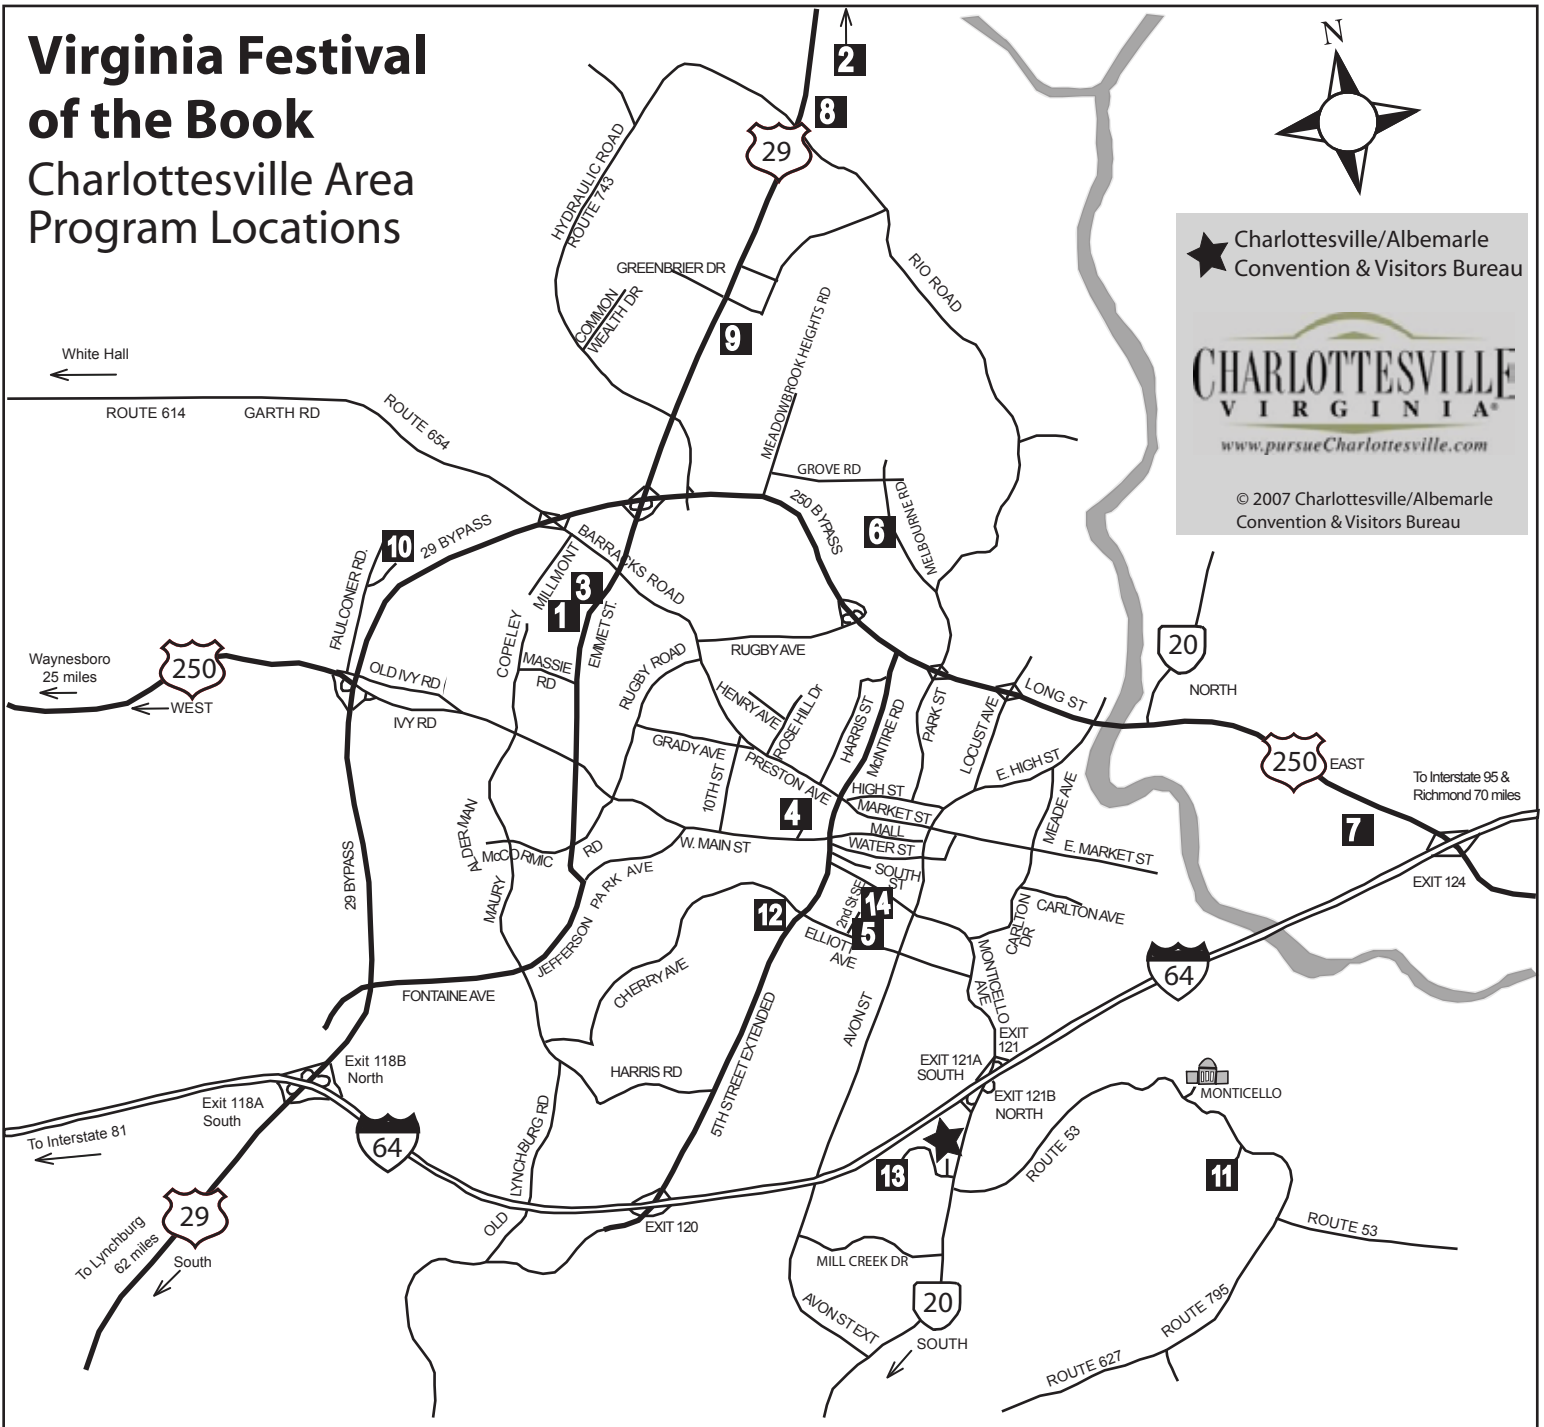 Virginia Festival
of the Book
Charlottesville Area
Program Locations
2
8
29
N
HYDRAULIC ROAD
ROUTE 743
GREENBRIER DR
COMMON
WEALTH DR
9
MEADOWBROOK HEIGHTS RD
RIO ROAD
Charlottesville/Albemarle
Convention & Visitors Bureau
CHARLOTTESVILLE
VIRGINIA®
www.pursueCharlottesville.com
© 2007 Charlottesville/Albemarle
Convention & Visitors Bureau
White Hall
ROUTE 614
GARTH RD
ROUTE 654
GROVE RD
MELBOURNE RD
6
250 BYPASS
29 BYPASS
10
FAULCONER RD.
BARRACKS ROAD
MILLMONT
3
1
EMMET ST.
COPELEY
MASSIE
RD
RUGBY ROAD
RUGBY AVE
Waynesboro
25 miles
250
WEST
OLD IVY RD
IVY RD
HENRY AVE
ROSE HILL Dr
HARRIS ST
McINTIRE RD
PARK ST
LOCUST AVE
LONG ST
20
NORTH
250
EAST
To Interstate 95 &
Richmond 70 miles
7
EXIT 124
GRADY AVE
10TH ST
PRESTON AVE
4
HIGH ST
MARKET ST
MALL
WATER ST
SOUTH
ST
E. HIGH ST
MEADE AVE
E. MARKET ST
W. MAIN ST
ALDERMAN
McCORMIC
RD
MAURY
29 BYPASS
JEFFERSON PARK AVE
12
2nd St SE
14
5
ELLIOTT
AVE
CARLTON AVE
CARLTON
DR
MONTICELLO
AVE
64
FONTAINE AVE
CHERRY AVE
AVON ST
5TH STREET EXTENDED
HARRIS RD
EXIT
121
EXIT 121A
SOUTH
EXIT 121B
NORTH
MONTICELLO
Exit 118B
North
Exit 118A
South
To Interstate 81
64
OLD LYNCHBURG RD
13
ROUTE 53
11
29
To Lynchburg
62 miles
South
EXIT 120
ROUTE 53
MILL CREEK DR
20
SOUTH
AVON ST EXT
ROUTE 795
ROUTE 627